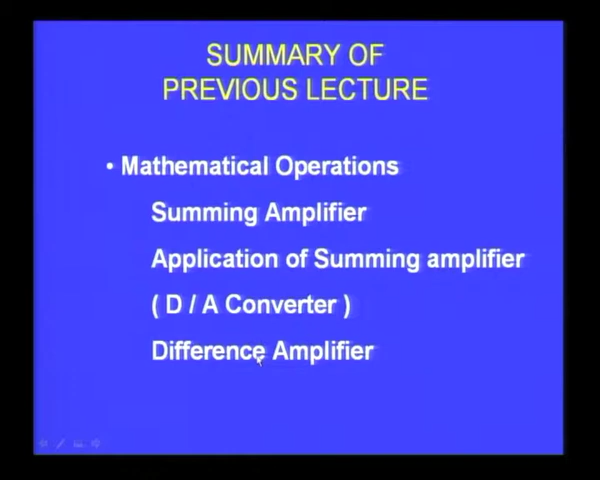 SUMMARY OF
PREVIOUS LECTURE
• Mathematical Operations
Summing Amplifier
Application of Summing amplifier
( D / A Converter )
Difference Amplifier